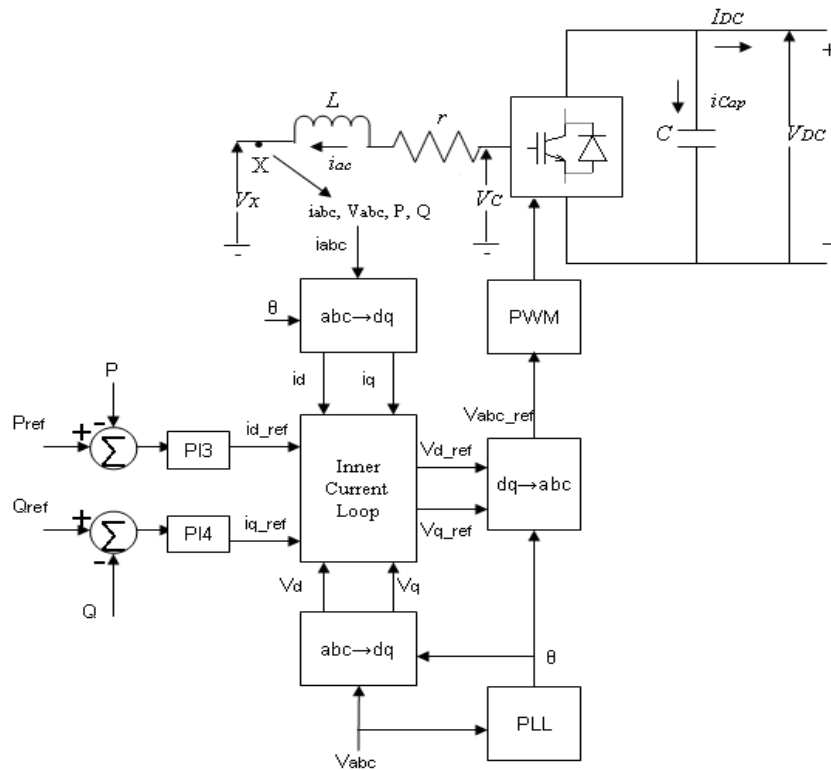 IDC
L
r
iCap
C
VDC
+
iac
X
VX
VC
iabc, Vabc, P, Q
iabc
θ
abc→dq
PWM
P
id
iq
Vabc_ref
Pref
+
-
Σ
PI3
id_ref
Inner
Current
Loop
Vd_ref
dq→abc
Qref
+
Σ
-
PI4
iq_ref
Vq_ref
Vd
Vq
Q
abc→dq
θ
PLL
Vabc